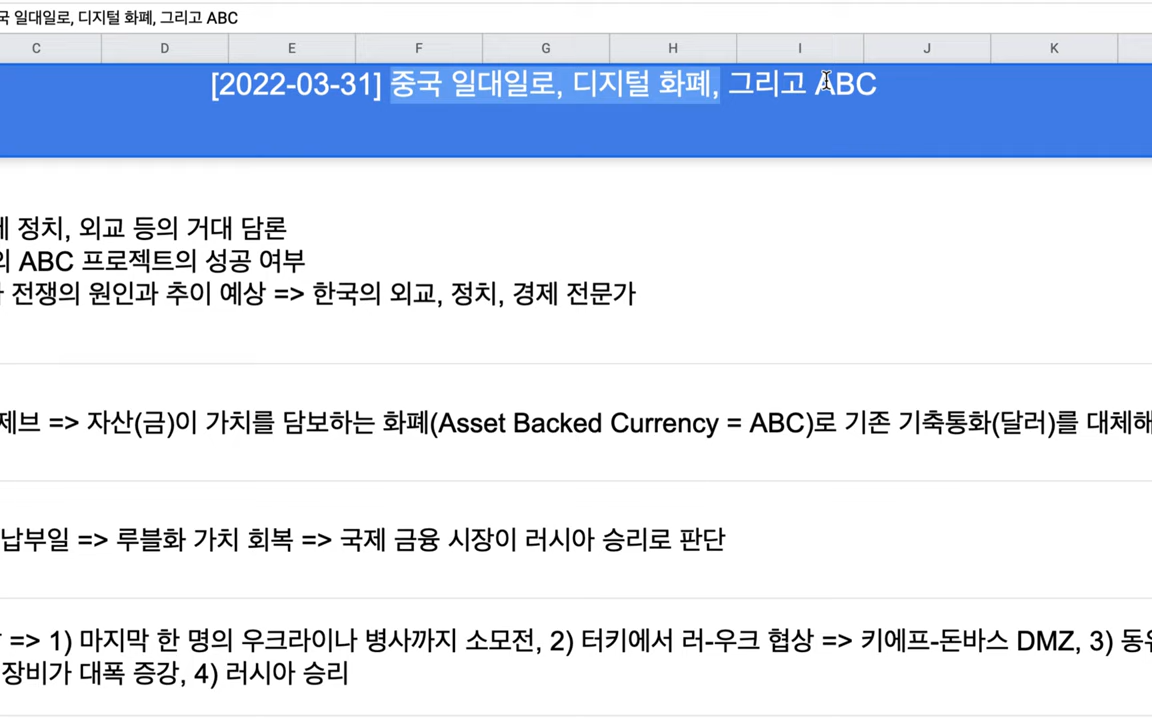 국 일대일로, 디지털 화폐, 그리고 ABC
C D E F G H I J K
[2022-03-31] 중국 일대일로, 디지털 화폐, 그리고 ABC
정치, 외교 등의 거대 담론
의 ABC 프로젝트의 성공 여부
전쟁의 원인과 추이 예상 => 한국의 외교, 정치, 경제 전문가
제브 => 자산(금)이 가치를 담보하는 화폐(Asset Backed Currency = ABC)로 기존 기축통화(달러)를 대체해
납부일 => 루블화 가치 회복 => 국제 금융 시장이 러시아 승리로 판단
=> 1) 마지막 한 명의 우크라이나 병사까지 소모전, 2) 터키에서 러-우크 협상 => 키에프-돈바스 DMZ, 3) 동
장비가 대폭 증강, 4) 러시아 승리